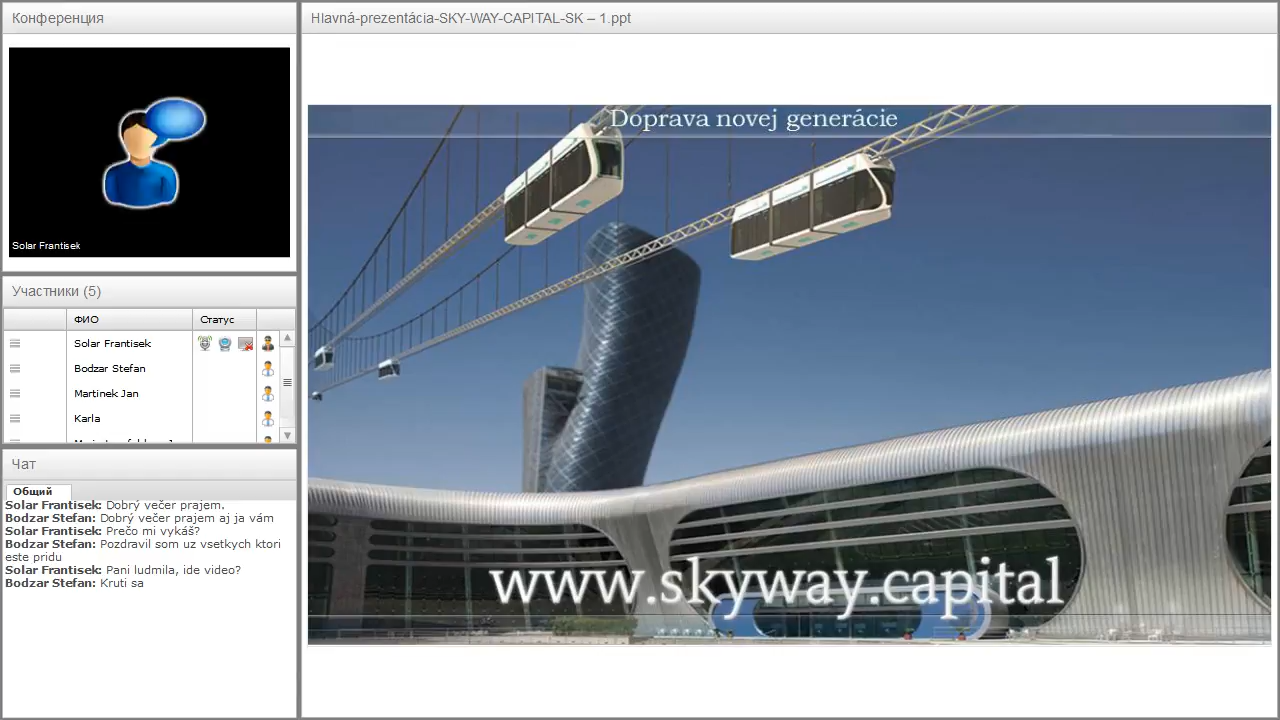 Конференция
Solar Frantisek
Участники (5)
ФИО
Статус
Solar Frantisek
Bodzar Stefan
Martinek Jan
Karla
Чат
Общий
Solar Frantisek: Dobrý večer prajem.
Bodzar Stefan: Dobrý večer prajem aj ja vám
Solar Frantisek: Prečo mi vykáš?
Bodzar Stefan: Pozdravil som uz vsetkych ktori
este pridu
Solar Frantisek: Pani ludmila, ide video?
Bodzar Stefan: Kruti sa
Hlavná-prezentácia-SKY-WAY-CAPITAL-SK – 1.ppt
Doprava novej generácie
www.skyway.capital